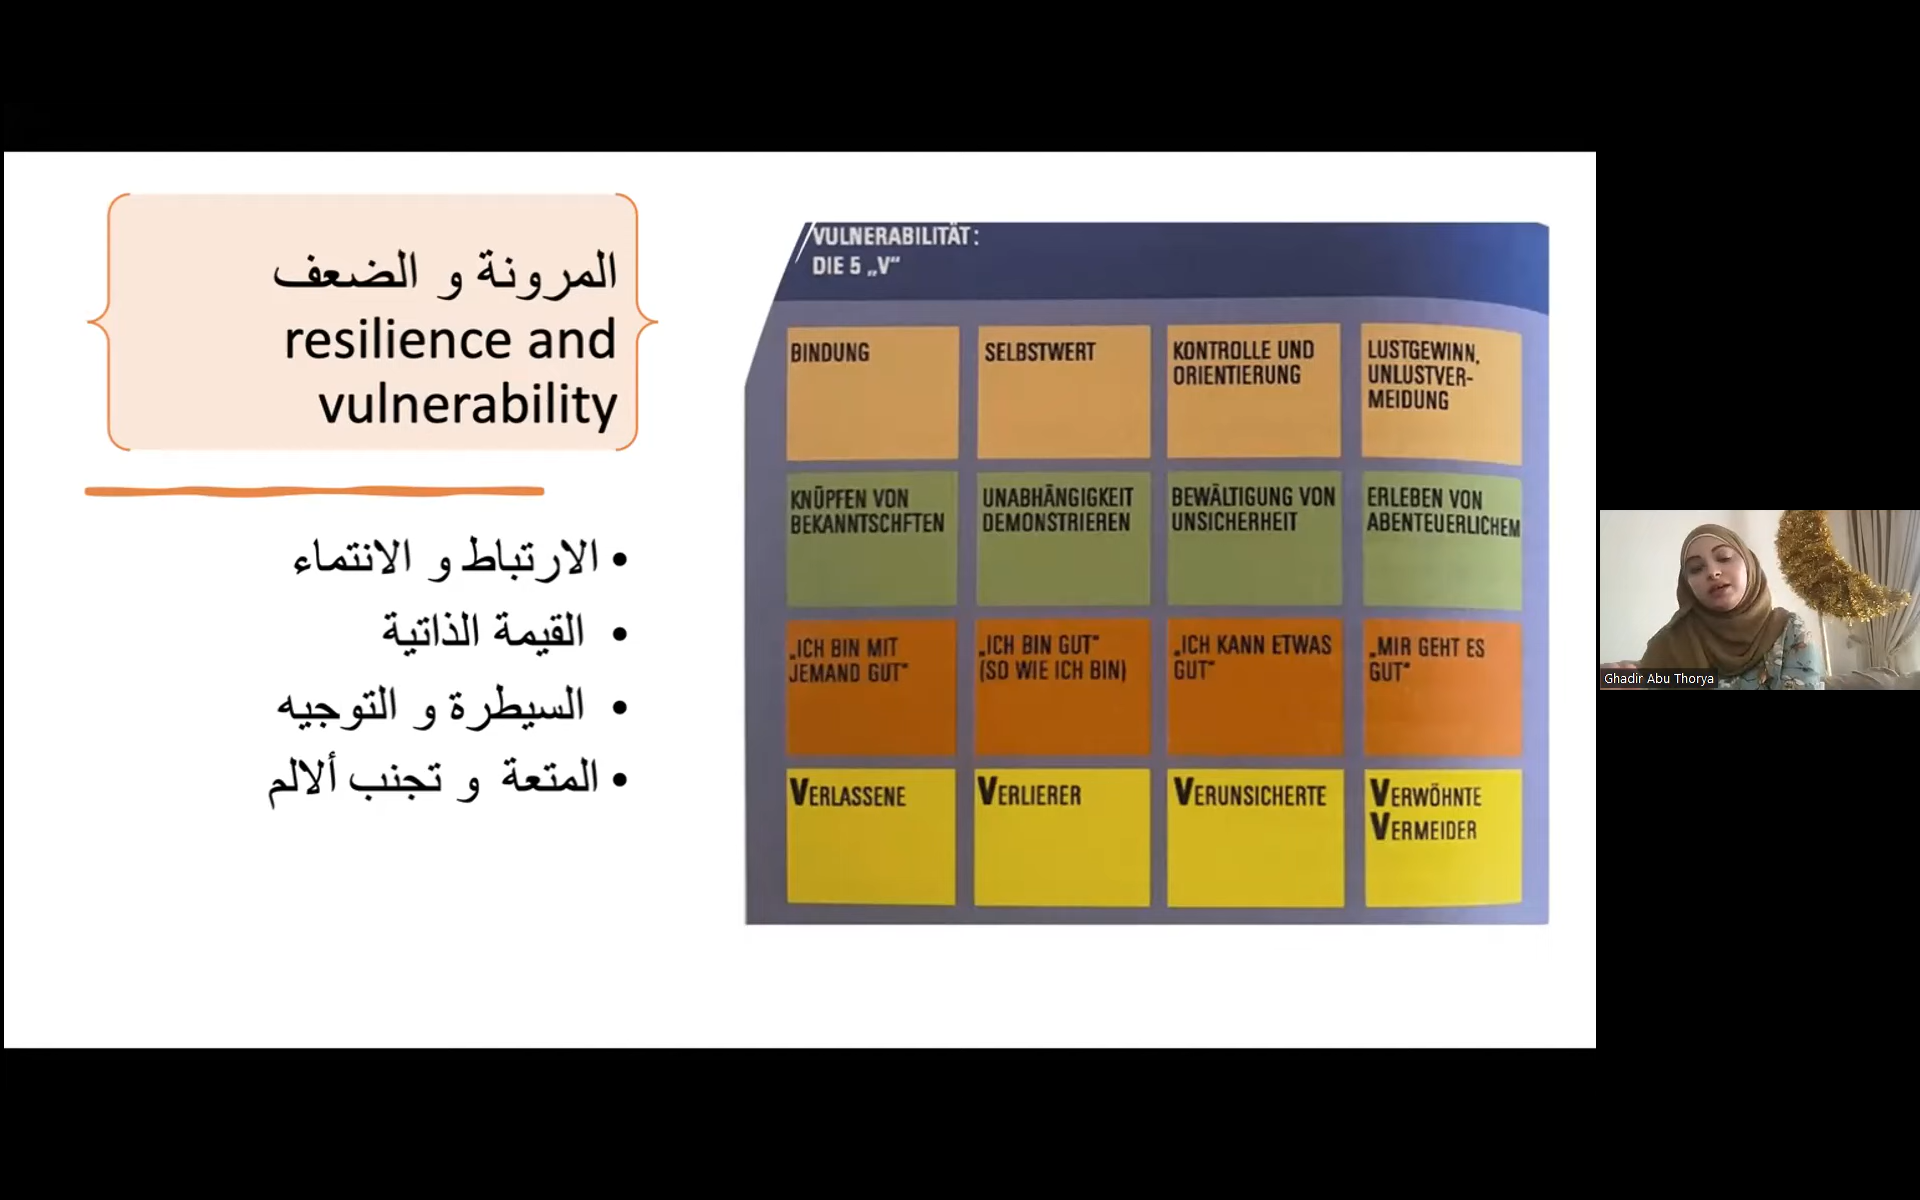 المرونة و الضعف
resilience and
vulnerability
• الارتباط و الانتماء
• القيمة الذاتية
• السيطرة و التوجيه
• المتعة و تجنب ألالم
VULNERABILITÄT:
DIE 5 „V“
BINDUNG
SELBSTWERT
KONTROLLE UND
ORIENTIERUNG
LUSTGEWINN,
UNLUSTVER-
MEIDUNG
KNÜPFEN VON
BEKANNTSCHFTEN
UNABHÄNGIGKEIT
DEMONSTRIEREN
BEWÄLTIGUNG VON
UNSICHERHEIT
ERLEBEN VON
ABENTEUERLICHEM
„ICH BIN MIT
JEMAND GUT“
„ICH BIN GUT“
(SO WIE ICH BIN)
„ICH KANN ETWAS
GUT“
„MIR GEHT ES
GUT“
VERLASSENE
VERLIERER
VERUNSICHERTE
VERWÖHNTE
VERMEIDER
Ghadir Abu Thorya